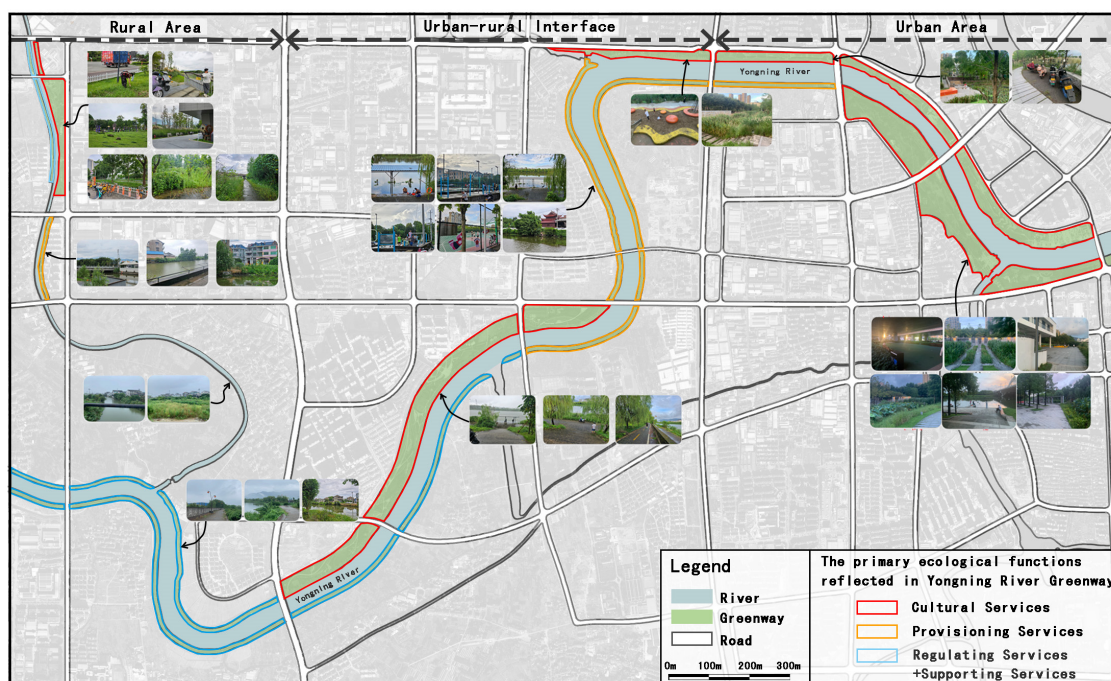 Rural Area
Urban-rural Interface
Urban Area
Yongning River
Yongning River
Legend
River
Greenway
Road
0m 100m 200m 300m
The primary ecological functions
reflected in Yongning River Greenway
Cultural Services
Provisioning Services
Regulating Services
+Supporting Services